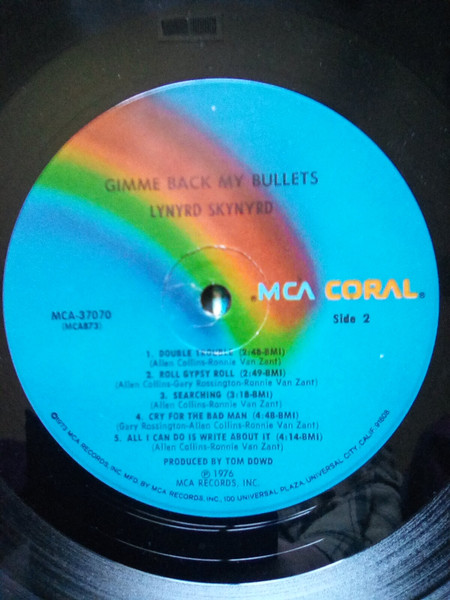 GIMME BACK MY BULLETS
LYNYRD SKYNYRD
MCA CORAL®
MCA-37070
(MCA873)
Side 2
1. DOUBLE TROUBLE (2:48-BMI)
(Allen Collins-Ronnie Van Zant)
2. ROLL GYPSY ROLL (2:49-BMI)
(Allen Collins-Gary Rossington-Ronnie Van Zant)
3. SEARCHING (3:18-BMI)
(Allen Collins-Ronnie Van Zant)
4. CRY FOR THE BAD MAN (4:48-BMI)
(Gary Rossington-Allen Collins-Ronnie Van Zant)
5. ALL I CAN DO IS WRITE ABOUT IT (4:14-BMI)
(Allen Collins-Ronnie Van Zant)
PRODUCED BY TOM DOWD
℗ 1976
MCA RECORDS, INC.
MCA RECORDS, INC. MFG. BY MCA RECORDS, INC., 100 UNIVERSAL PLAZA, UNIVERSAL CITY, CALIF. 91608